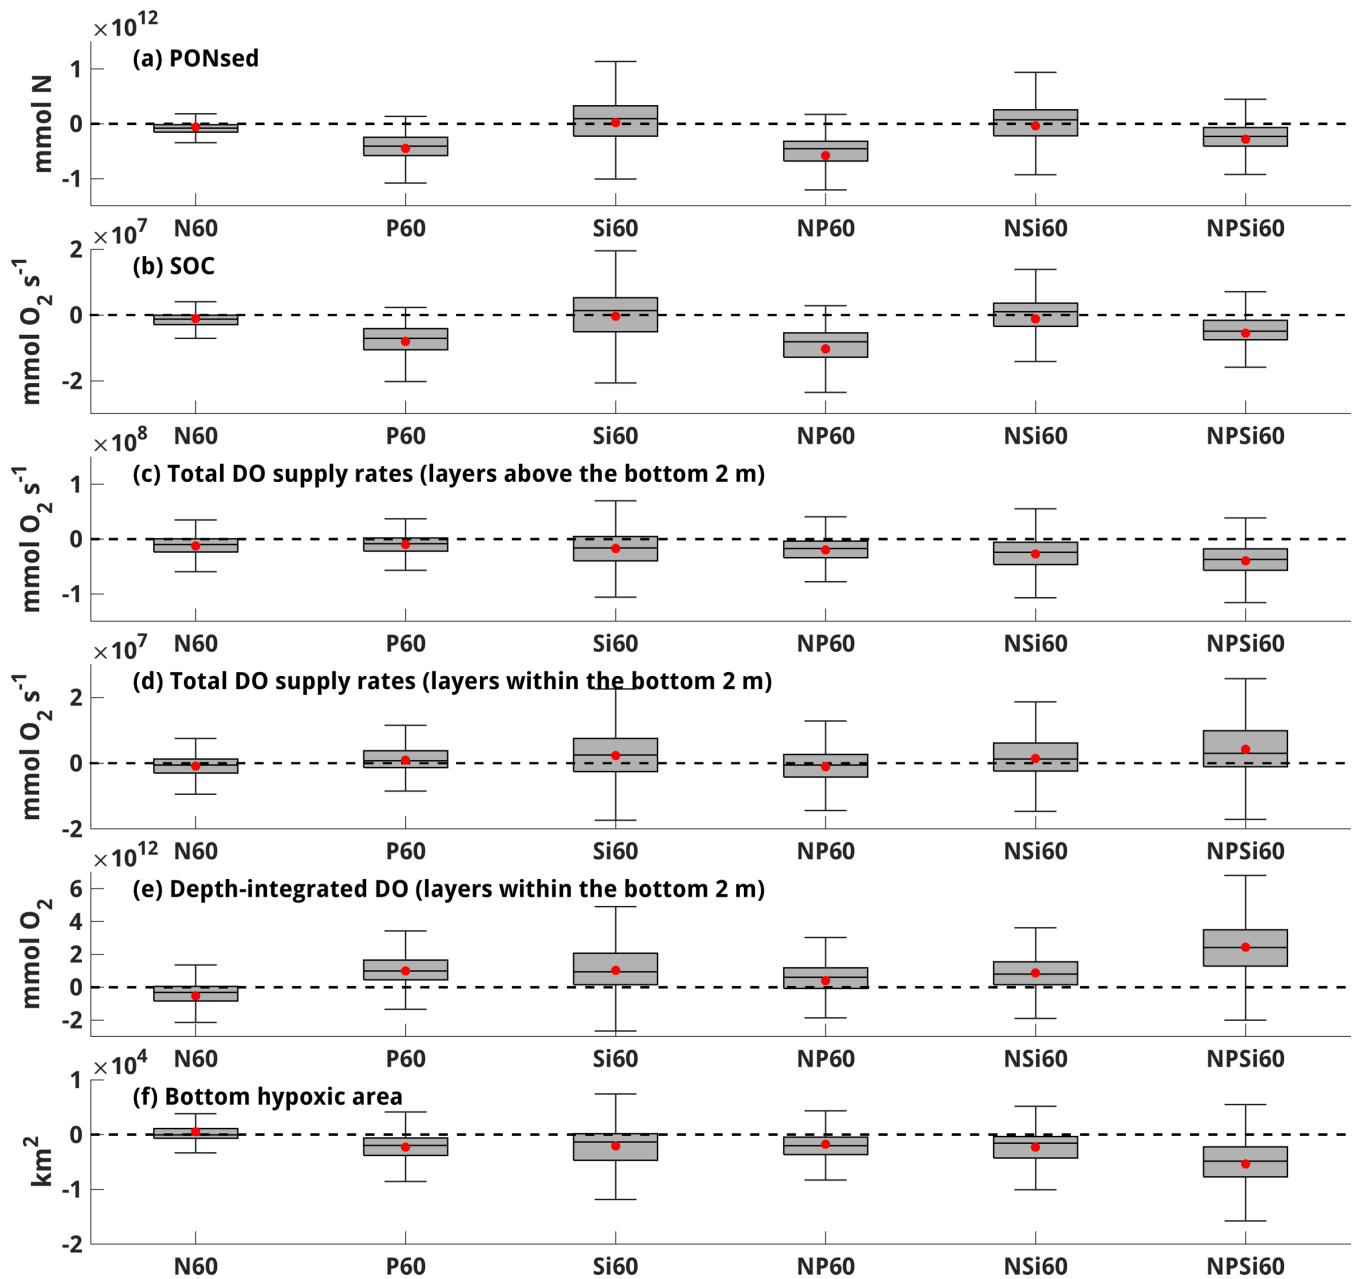 ×10^12
(a) PONsed
mmol N
1
0
-1
N60 P60 Si60 NP60 NSi60 NPSi60
×10^7
(b) SOC
mmol O_2 s^-1
2
0
-2
N60 P60 Si60 NP60 NSi60 NPSi60
×10^8
(c) Total DO supply rates (layers above the bottom 2 m)
mmol O_2 s^-1
1
0
-1
N60 P60 Si60 NP60 NSi60 NPSi60
×10^7
(d) Total DO supply rates (layers within the bottom 2 m)
mmol O_2 s^-1
2
0
-2
N60 P60 Si60 NP60 NSi60 NPSi60
×10^12
(e) Depth-integrated DO (layers within the bottom 2 m)
mmol O_2
6
4
2
0
-2
N60 P60 Si60 NP60 NSi60 NPSi60
×10^4
(f) Bottom hypoxic area
km^2
1
0
-1
-2
N60 P60 Si60 NP60 NSi60 NPSi60